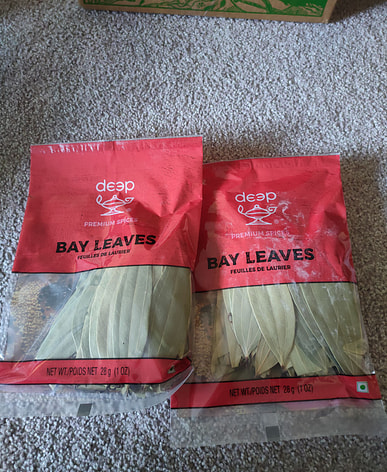 deep
PREMIUM SPICES
BAY LEAVES
FEUILLES DE LAURIER
NET WT./POIDS NET 28 g (1 OZ)
deep
PREMIUM SPICES
BAY LEAVES
FEUILLES DE LAURIER
NET WT./POIDS NET 28 g (1 OZ)